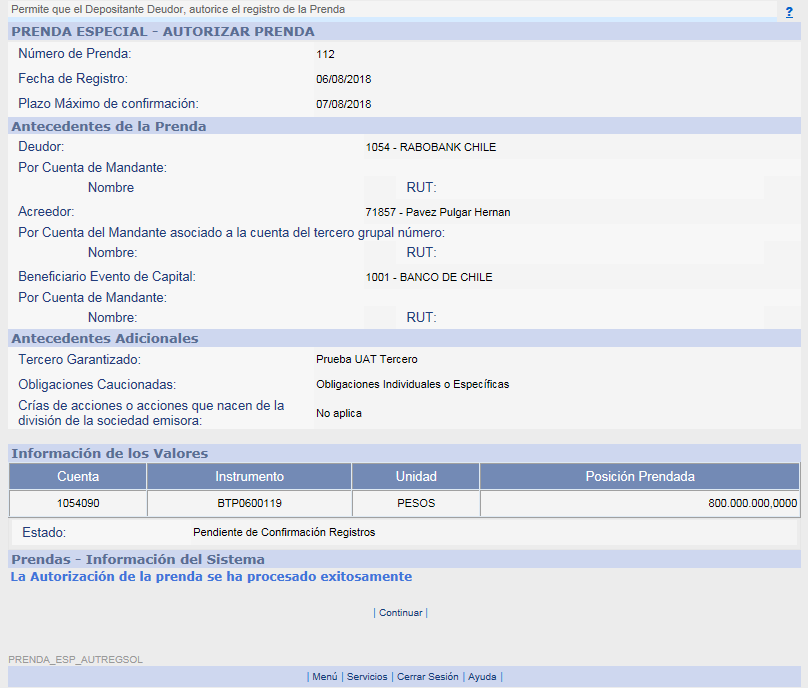 Permite que el Depositante Deudor, autorice el registro de la Prenda
?
PRENDA ESPECIAL - AUTORIZAR PRENDA
Número de Prenda: 112
Fecha de Registro: 06/08/2018
Plazo Máximo de confirmación: 07/08/2018
Antecedentes de la Prenda
Deudor: 1054 - RABOBANK CHILE
Por Cuenta de Mandante:
Nombre RUT:
Acreedor: 71857 - Pavez Pulgar Hernan
Por Cuenta del Mandante asociado a la cuenta del tercero grupal número:
Nombre: RUT:
Beneficiario Evento de Capital: 1001 - BANCO DE CHILE
Por Cuenta de Mandante:
Nombre: RUT:
Antecedentes Adicionales
Tercero Garantizado: Prueba UAT Tercero
Obligaciones Caucionadas: Obligaciones Individuales o Específicas
Crías de acciones o acciones que nacen de la
división de la sociedad emisora: No aplica
Información de los Valores
Cuenta Instrumento Unidad Posición Prendada
1054090 BTP0600119 PESOS 800.000.000,0000
Estado: Pendiente de Confirmación Registros
Prendas - Información del Sistema
La Autorización de la prenda se ha procesado exitosamente
| Continuar |
PRENDA_ESP_AUTREGSOL
| Menú | Servicios | Cerrar Sesión | Ayuda |